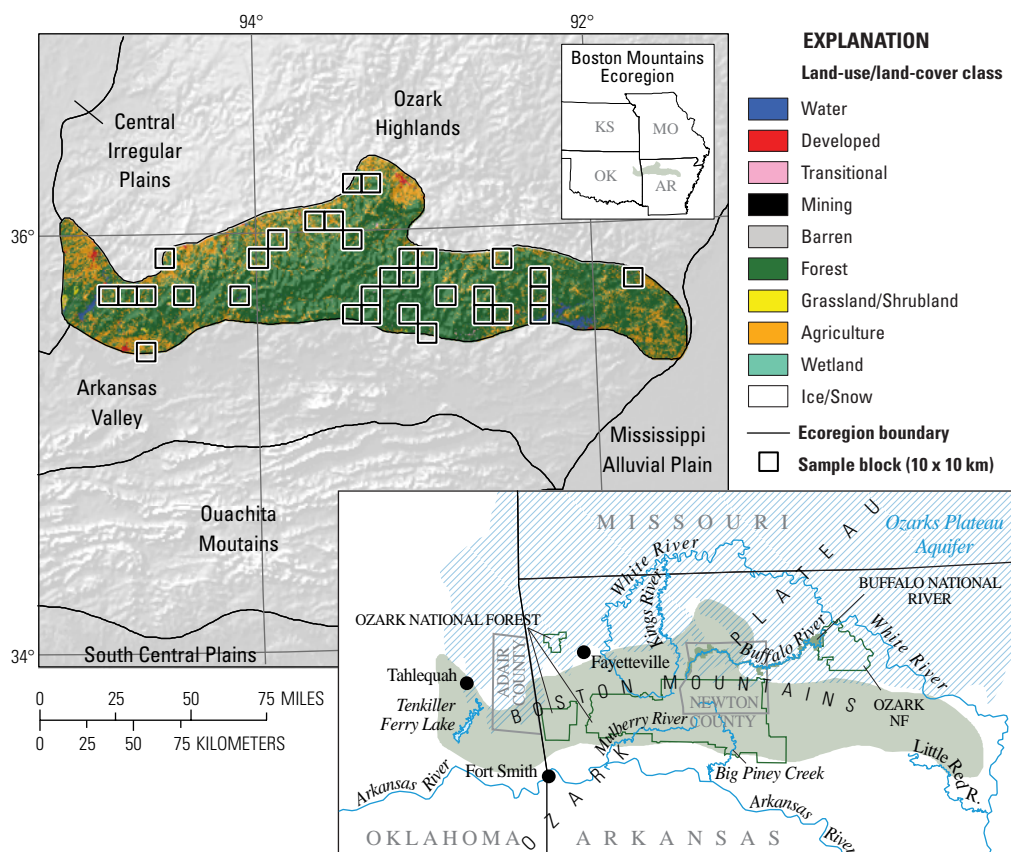 94°
92°
36°
34°
Central
Irregular
Plains
Ozark
Highlands
Arkansas
Valley
Mississippi
Alluvial Plain
Ouachita
Moutains
South Central Plains
Boston Mountains
Ecoregion
KS
MO
OK
AR
EXPLANATION
Land-use/land-cover class
Water
Developed
Transitional
Mining
Barren
Forest
Grassland/Shrubland
Agriculture
Wetland
Ice/Snow
Ecoregion boundary
Sample block (10 x 10 km)
0 25 50 75 MILES
0 25 50 75 KILOMETERS
MISSOURI
Ozarks Plateau
Aquifer
White River
Kings River
OZARK PLATEAU
BUFFALO NATIONAL
RIVER
Buffalo River
White River
OZARK NATIONAL FOREST
ADAIR
COUNTY
Fayetteville
Tahlequah
Tenkiller
Ferry Lake
BOSTON MOUNTAINS
NEWTON
COUNTY
OZARK
NF
Mulberry River
Fort Smith
Big Piney Creek
Little Red R.
Arkansas
River
Arkansas
River
OKLAHOMA
ARKANSAS